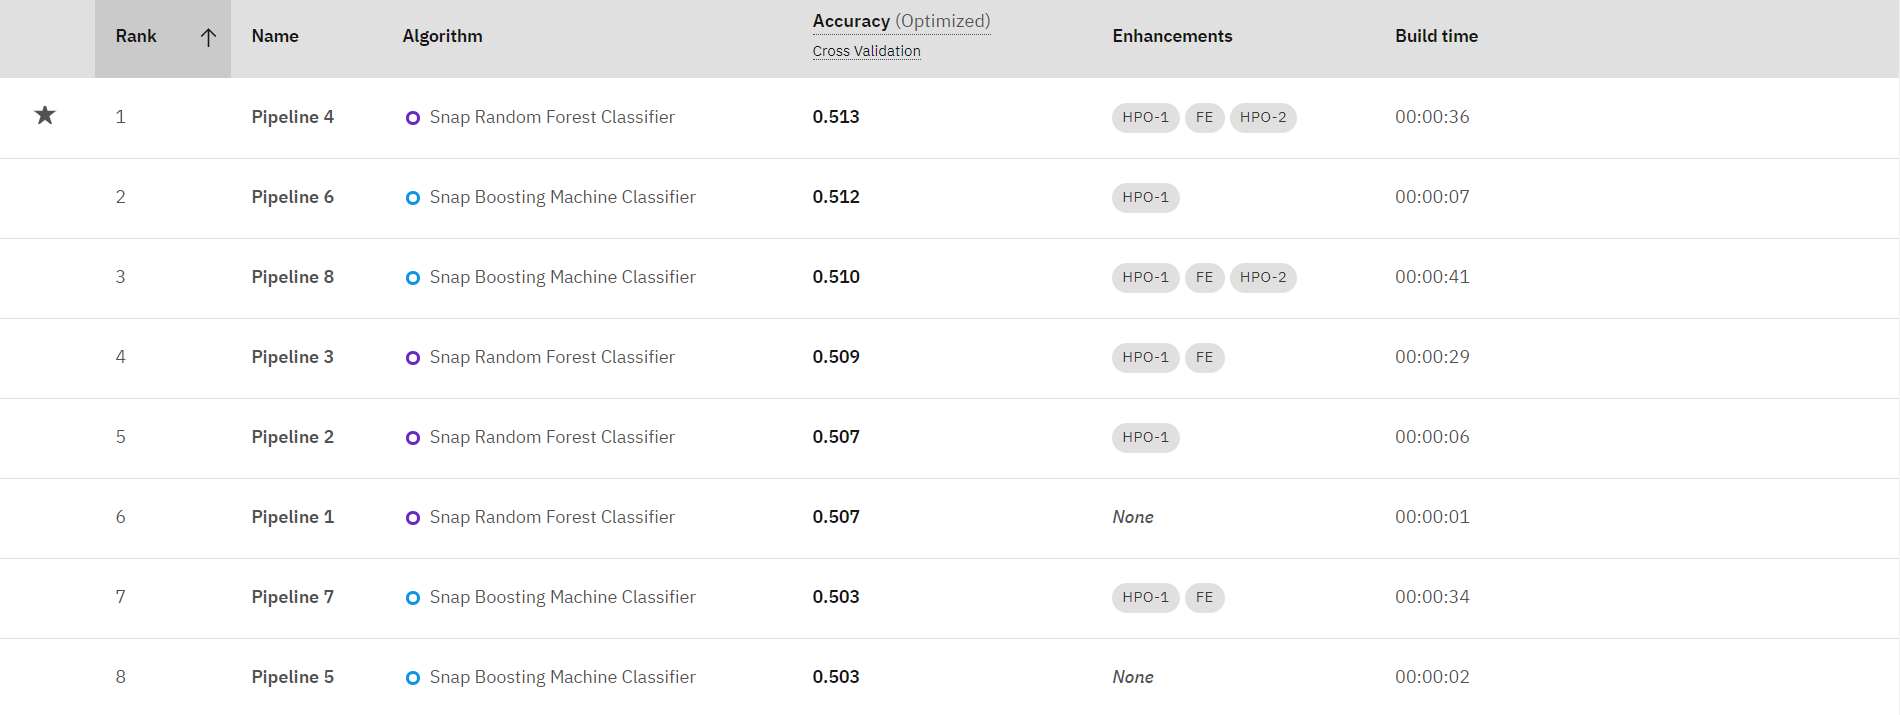 Rank Name Algorithm Accuracy (Optimized) Enhancements Build time
Cross Validation
1 Pipeline 4 Snap Random Forest Classifier 0.513 HPO-1 FE HPO-2 00:00:36
2 Pipeline 6 Snap Boosting Machine Classifier 0.512 HPO-1 00:00:07
3 Pipeline 8 Snap Boosting Machine Classifier 0.510 HPO-1 FE HPO-2 00:00:41
4 Pipeline 3 Snap Random Forest Classifier 0.509 HPO-1 FE 00:00:29
5 Pipeline 2 Snap Random Forest Classifier 0.507 HPO-1 00:00:06
6 Pipeline 1 Snap Random Forest Classifier 0.507 None 00:00:01
7 Pipeline 7 Snap Boosting Machine Classifier 0.503 HPO-1 FE 00:00:34
8 Pipeline 5 Snap Boosting Machine Classifier 0.503 None 00:00:02